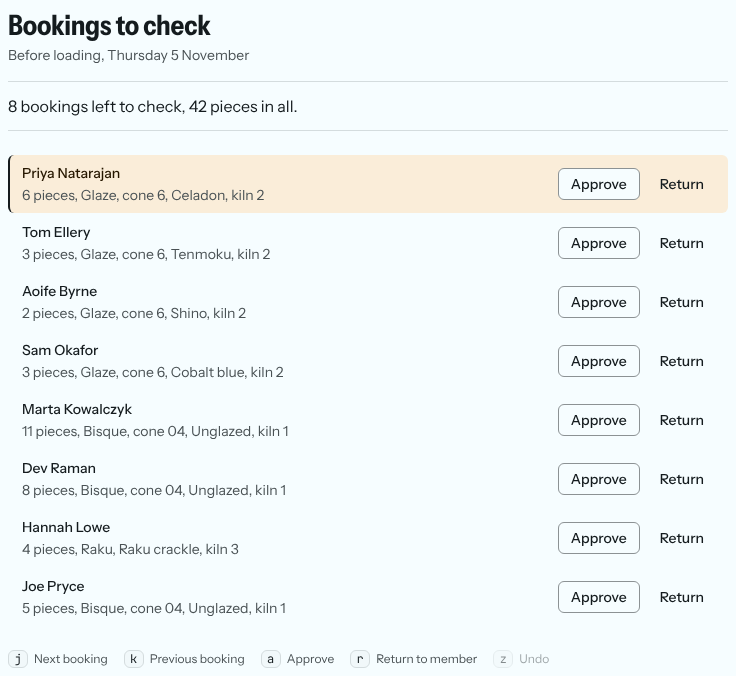 Bookings to check
Before loading, Thursday 5 November
8 bookings left to check, 42 pieces in all.
Priya Natarajan
6 pieces, Glaze, cone 6, Celadon, kiln 2
Approve Return
Tom Ellery
3 pieces, Glaze, cone 6, Tenmoku, kiln 2
Approve Return
Aoife Byrne
2 pieces, Glaze, cone 6, Shino, kiln 2
Approve Return
Sam Okafor
3 pieces, Glaze, cone 6, Cobalt blue, kiln 2
Approve Return
Marta Kowalczyk
11 pieces, Bisque, cone 04, Unglazed, kiln 1
Approve Return
Dev Raman
8 pieces, Bisque, cone 04, Unglazed, kiln 1
Approve Return
Hannah Lowe
4 pieces, Raku, Raku crackle, kiln 3
Approve Return
Joe Pryce
5 pieces, Bisque, cone 04, Unglazed, kiln 1
Approve Return
j Next booking k Previous booking a Approve r Return to member z Undo